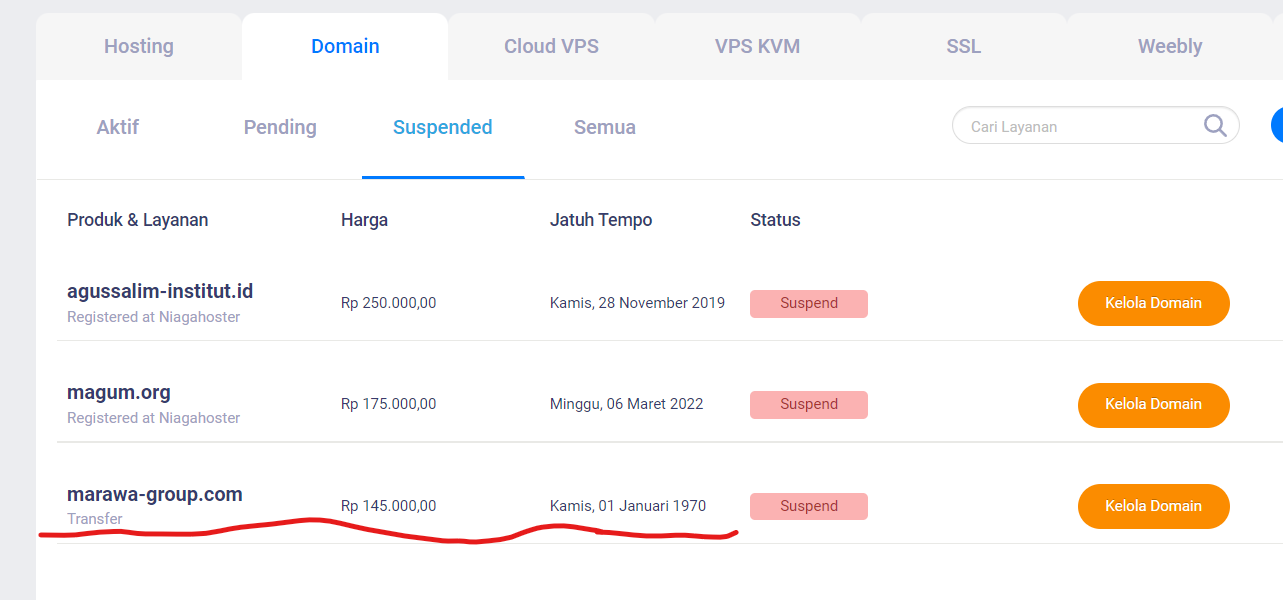 Hosting Domain Cloud VPS VPS KVM SSL Weebly
Aktif Pending Suspended Semua Cari Layanan
Produk & Layanan Harga Jatuh Tempo Status
agussalim-institut.id
Registered at Niagahoster
Rp 250.000,00 Kamis, 28 November 2019 Suspend Kelola Domain
magum.org
Registered at Niagahoster
Rp 175.000,00 Minggu, 06 Maret 2022 Suspend Kelola Domain
marawa-group.com
Transfer
Rp 145.000,00 Kamis, 01 Januari 1970 Suspend Kelola Domain